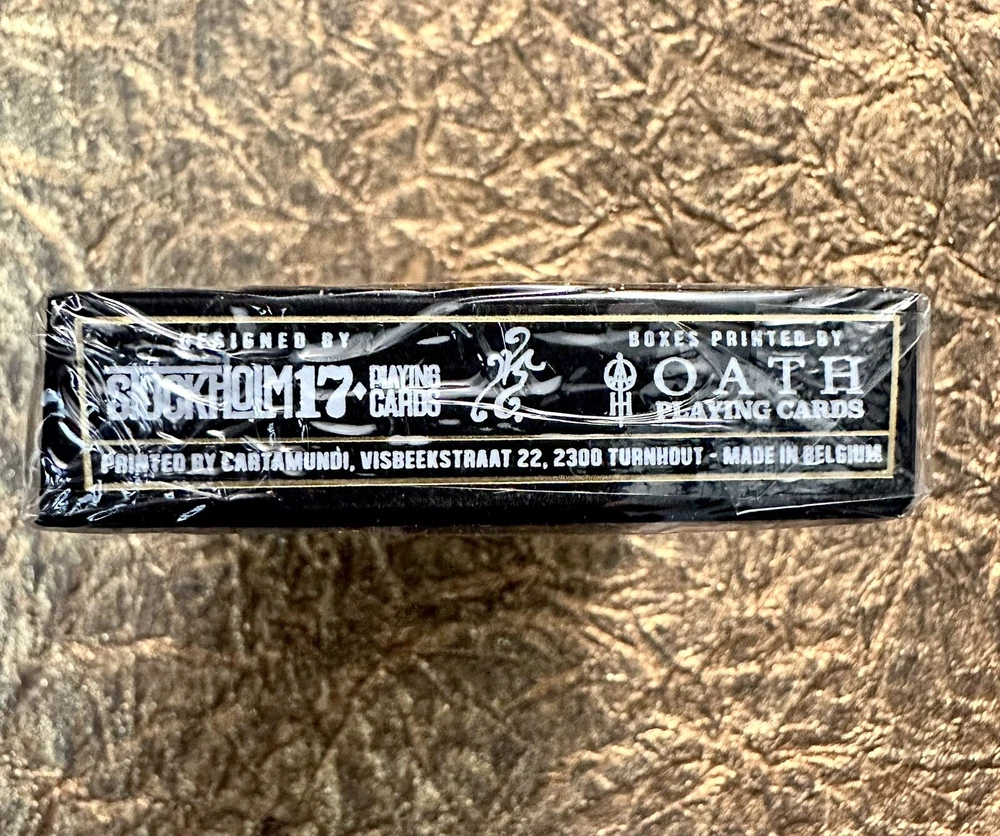 DESIGNED BY
STOCKHOLM17 PLAYING CARDS
BOXES PRINTED BY
OATH
PLAYING CARDS
PRINTED BY CARTAMUNDI, VISBEEKSTRAAT 22, 2300 TURNHOUT - MADE IN BELGIUM